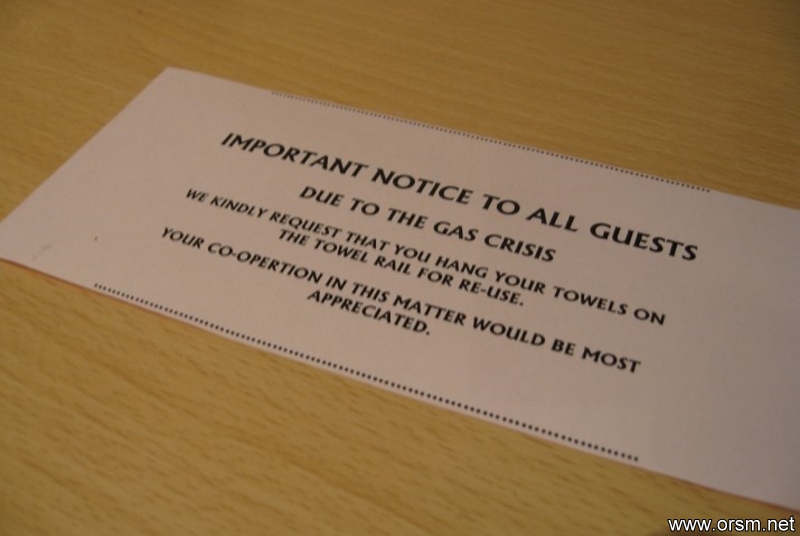 IMPORTANT NOTICE TO ALL GUESTS
DUE TO THE GAS CRISIS
WE KINDLY REQUEST THAT YOU HANG YOUR TOWELS ON
THE TOWEL RAIL FOR RE-USE.
YOUR CO-OPERTION IN THIS MATTER WOULD BE MOST
APPRECIATED.
www.orsm.net